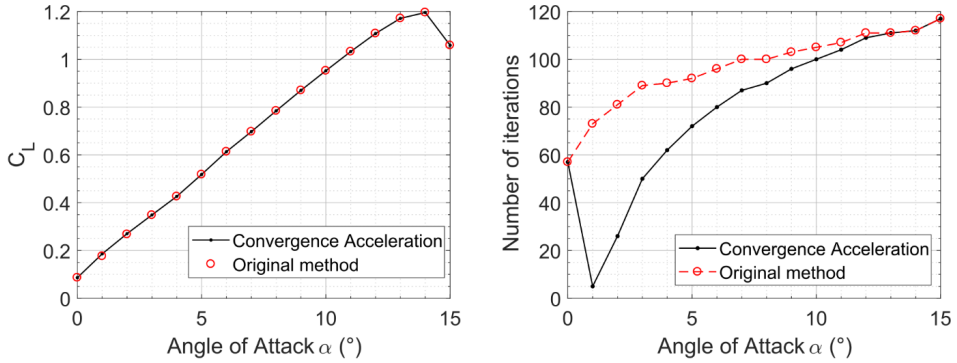 1.2
1
0.8
0.6
0.4
0.2
0
C_L
0 5 10 15
Angle of Attack α (°)
Convergence Acceleration
Original method
120
100
80
60
40
20
0
Number of iterations
0 5 10 15
Angle of Attack α (°)
Convergence Acceleration
Original method